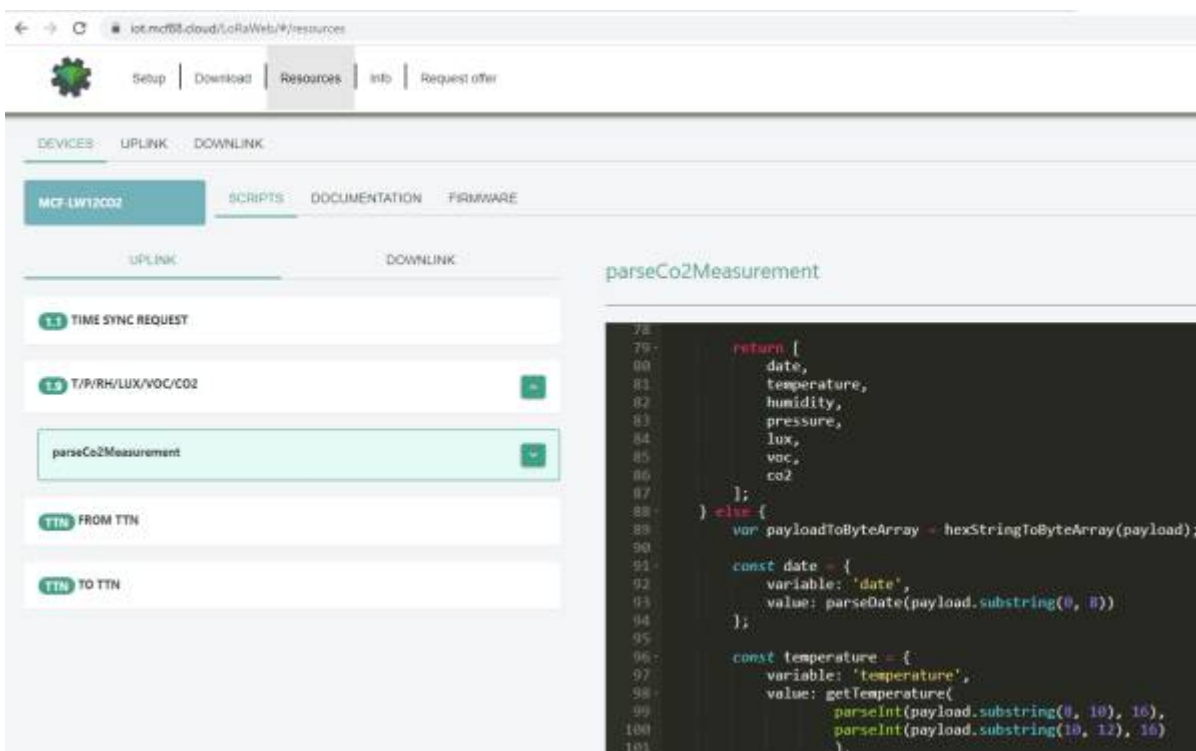 iot.mcf88.cloud/LoRaWeb/#/resources
Setup Download Resources Info Request offer
DEVICES UPLINK DOWNLINK
MCF-LW12CO2 SCRIPTS DOCUMENTATION FIRMWARE
UPLINK DOWNLINK
parseCo2Measurement
1.1 TIME SYNC REQUEST
1.9 T/P/RH/LUX/VOC/CO2
parseCo2Measurement
TTN FROM TTN
TTN TO TTN
78
79 return [
80 date,
81 temperature,
82 humidity,
83 pressure,
84 lux,
85 voc,
86 co2
87 ];
88 } else {
89 var payloadToByteArray = hexStringToByteArray(payload);
90
91 const date = {
92 variable: 'date',
93 value: parseDate(payload.substring(0, 8))
94 };
95
96 const temperature = {
97 variable: 'temperature',
98 value: getTemperature(
99 parseInt(payload.substring(8, 10), 16),
100 parseInt(payload.substring(10, 12), 16)
101 ),